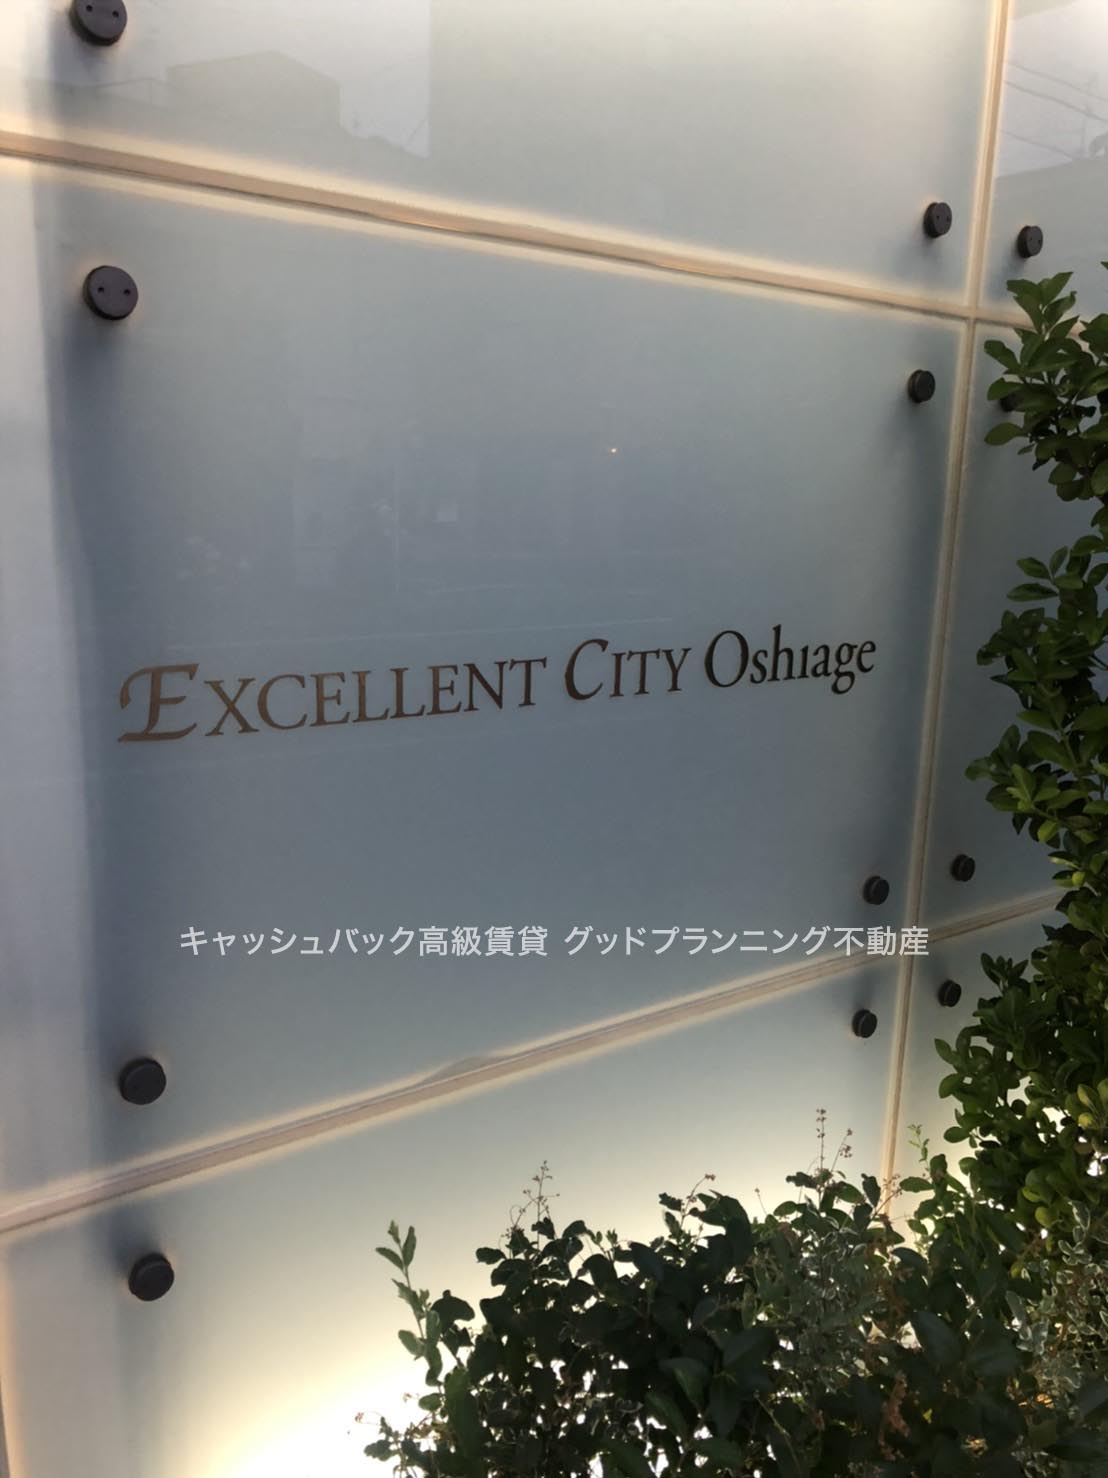 EXCELLENT CITY Oshiage
キャッシュバック高級賃貸 グッドプランニング不動産